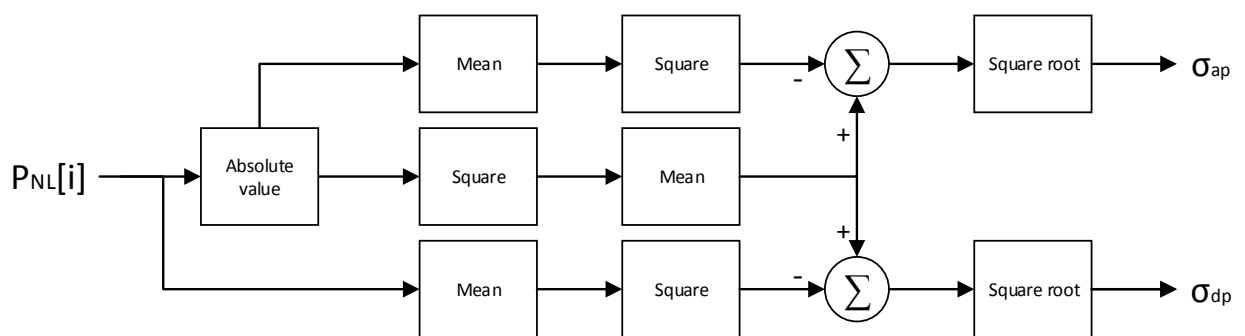 Mean
Square
-
∑
Square root
σap
+
PNL[i]
Absolute
value
Square
Mean
+
Mean
Square
-
∑
Square root
σdp